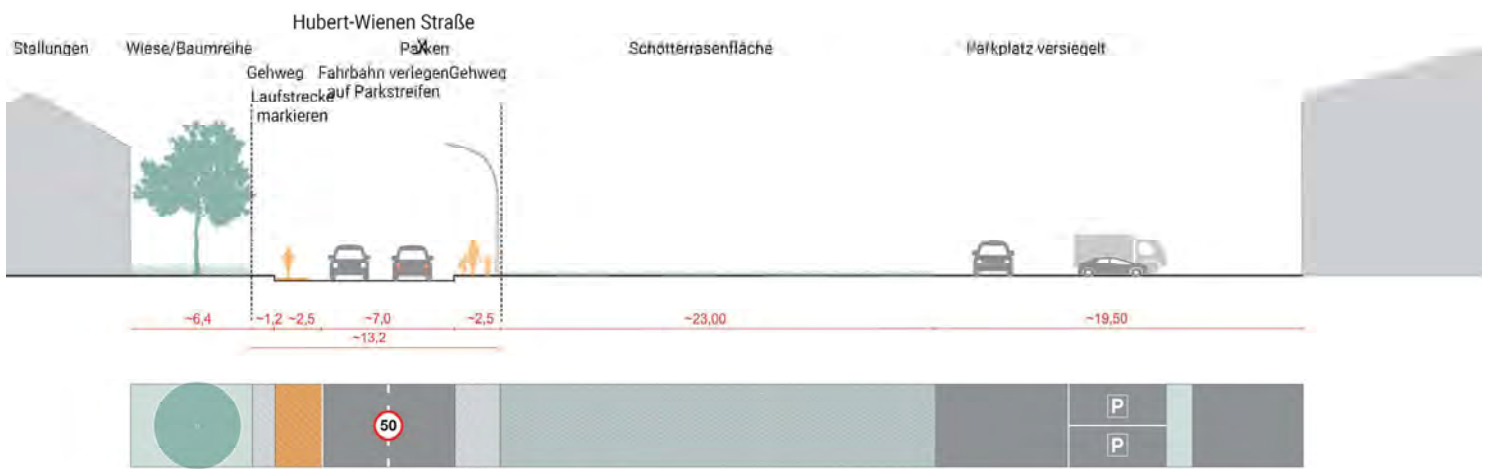 Hubert-Wienen Straße
Stallungen
Wiese/Baumreihe
Parken
X
Schotterrasenfläche
Parkplatz versiegelt
Gehweg
Fahrbahn verlegen
auf Parkstreifen
Gehweg
Laufstrecke
markieren
~6,4
~1,2
~2,5
~7,0
~2,5
~23,00
~19,50
~13,2
50
P
P